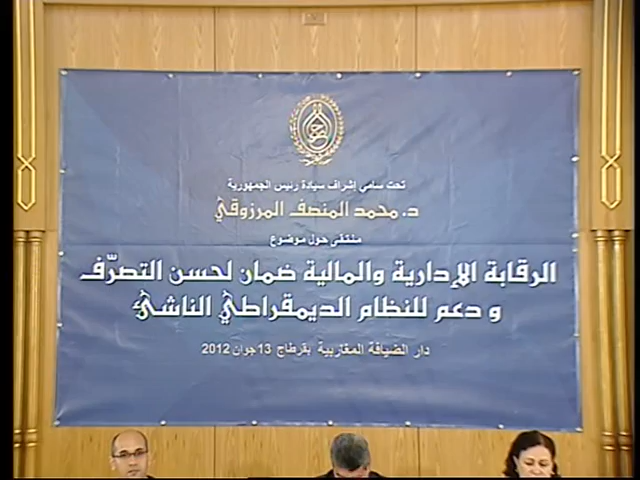 تحت سامي إشراف سيادة رئيس الجمهورية
د. محمد المنصف المرزوقي
ملتقى حول موضوع
الرقابة الإدارية والمالية ضمان لحسن التصرّف
و دعم للنظام الديمقراطي الناشئ
دار الضيافة المغاربية بقرطاج 13 جوان 2012